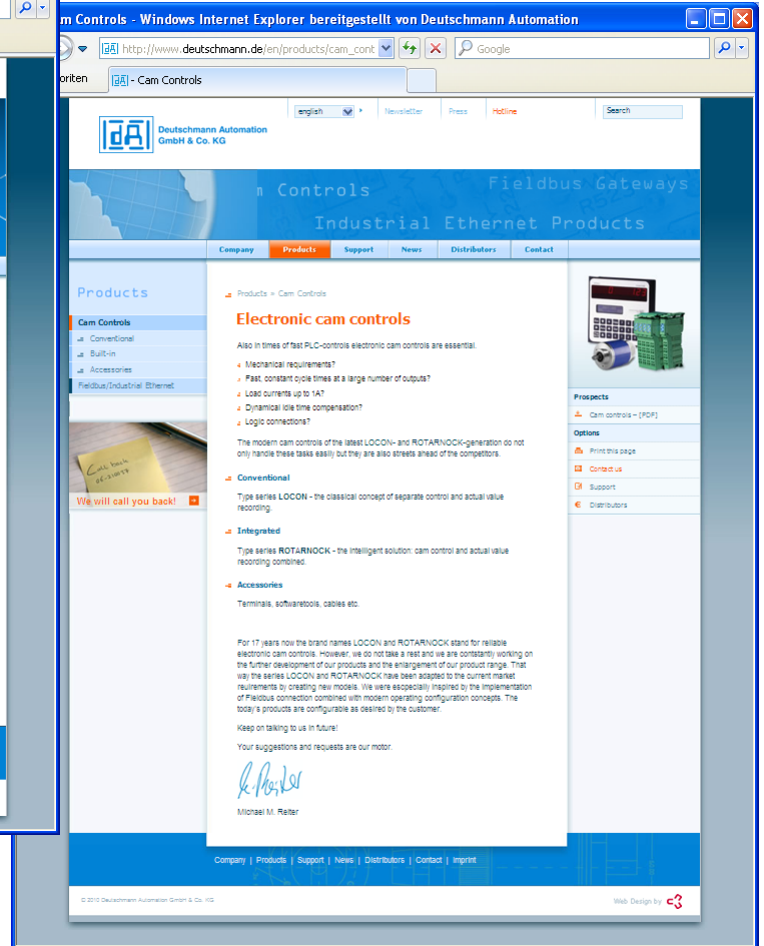 m Controls - Windows Internet Explorer bereitgestellt von Deutschmann Automation
http://www.deutschmann.de/en/products/cam_cont
Google
oriten
dA - Cam Controls
english
Newsletter
Press
Hotline
Search
dA
Deutschmann Automation
GmbH & Co. KG
m Controls
Fieldbus Gateways
Industrial Ethernet Products
Company
Products
Support
News
Distributors
Contact
Products
Cam Controls
Conventional
Built-in
Accessories
Fieldbus/Industrial Ethernet
Call back
We will call you back!
Products » Cam Controls
Electronic cam controls
Also in times of fast PLC-controls electronic cam controls are essential.
Mechanical requirements?
Fast, constant cycle times at a large number of outputs?
Load currents up to 1A?
Dynamical idle time compensation?
Logic connections?
The modern cam controls of the latest LOCON- and ROTARNOCK-generation do not
only handle these tasks easily but they are also streets ahead of the competitors.
Conventional
Type series LOCON - the classical concept of separate control and actual value
recording.
Integrated
Type series ROTARNOCK - the intelligent solution: cam control and actual value
recording combined.
Accessories
Terminals, softwaretools, cables etc.
For 17 years now the brand names LOCON and ROTARNOCK stand for reliable
electronic cam controls. However, we do not take a rest and we are contstantly working on
the further development of our products and the enlargement of our product range. That
way the series LOCON and ROTARNOCK have been adapted to the current market
reuirements by creating new models. We were escpecially inspired by the implementation
of Fieldbus connection combined with modern operating configuration concepts. The
today's products are configurable as desired by the customer.
Keep on talking to us in future!
Your suggestions and requests are our motor.
Michael M. Reiter
Prospects
Cam controls – [PDF]
Options
Print this page
Contact us
Support
Distributors
Company | Products | Support | News | Distributors | Contact | Imprint
© 2010 Deutschmann Automation GmbH & Co. KG
Web Design by